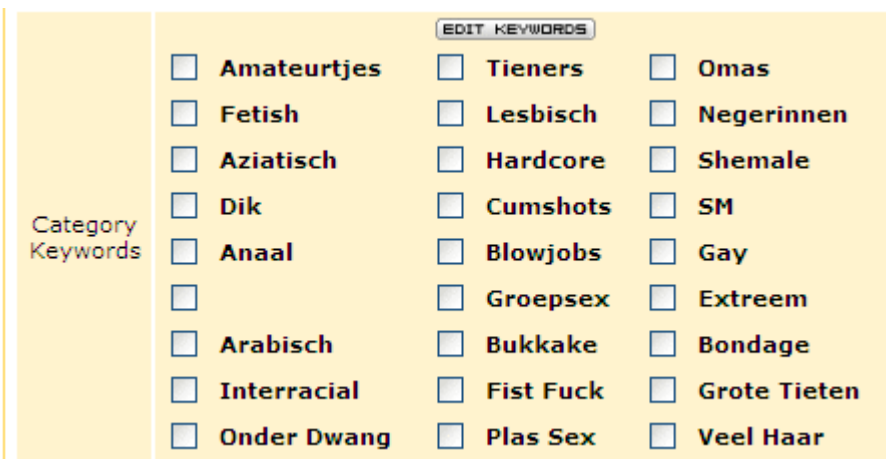 EDIT KEYWORDS
Category
Keywords
Amateurtjes Tieners Omas
Fetish Lesbisch Negerinnen
Aziatisch Hardcore Shemale
Dik Cumshots SM
Anaal Blowjobs Gay
Groepsex Extreem
Arabisch Bukkake Bondage
Interracial Fist Fuck Grote Tieten
Onder Dwang Plas Sex Veel Haar